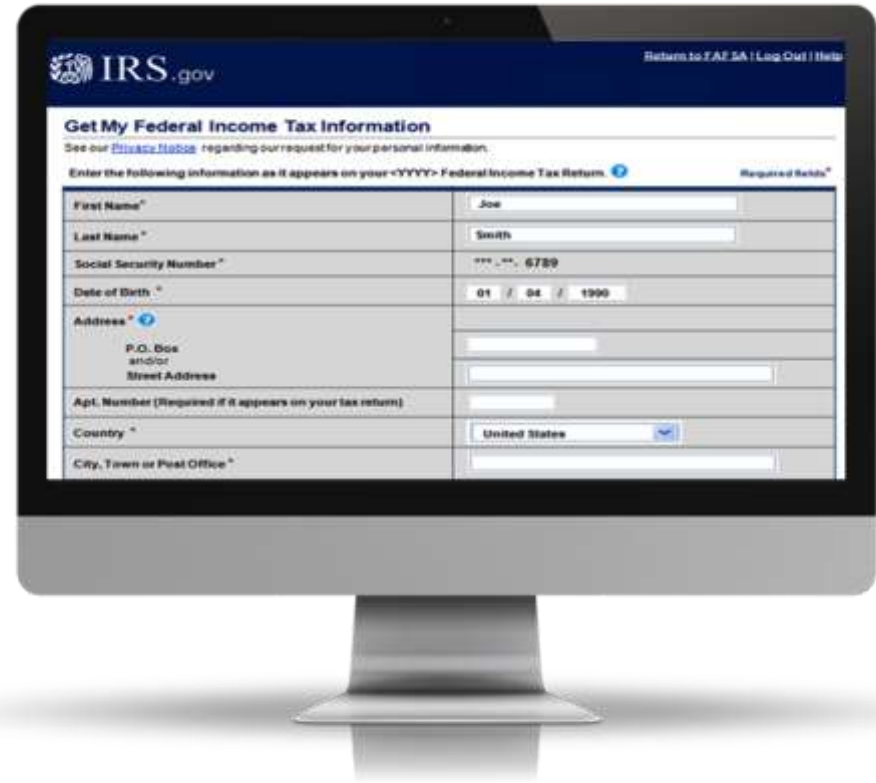 IRS.gov
Return to FAFSA | Log Out | Help
Get My Federal Income Tax Information
See our Privacy Notice regarding our request for your personal information.
Enter the following information as it appears on your <YYYY> Federal Income Tax Return. ?
Required fields*
First Name* Joe
Last Name * Smith
Social Security Number * ***-**- 6789
Date of Birth * 01 / 04 / 1990
Address * ?
P.O. Box
and/or
Street Address
Apt. Number (Required if it appears on your tax return)
Country * United States
City, Town or Post Office *